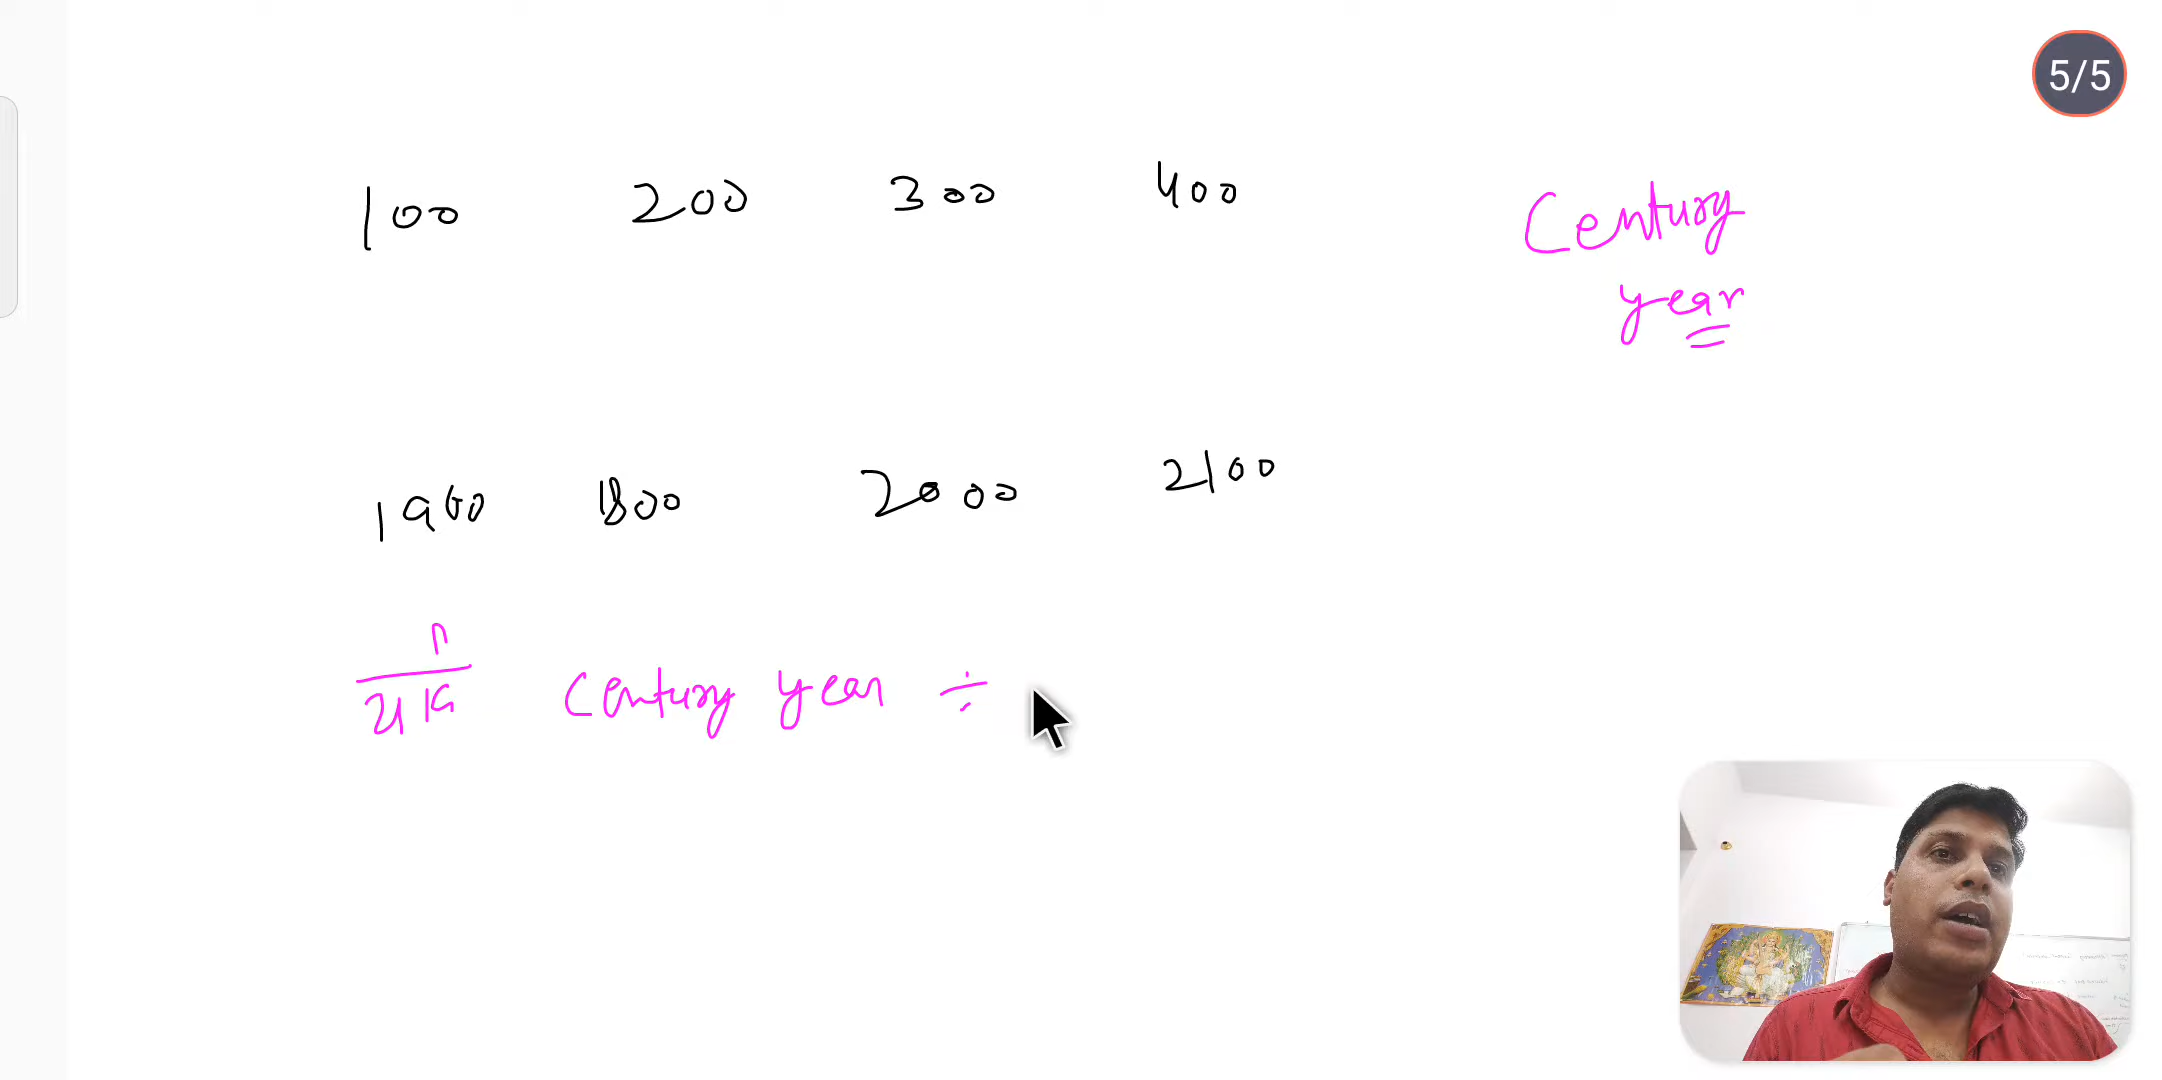 5/5
100 200 300 400
Century
year
1900 1800 2000 2100
Century year ÷